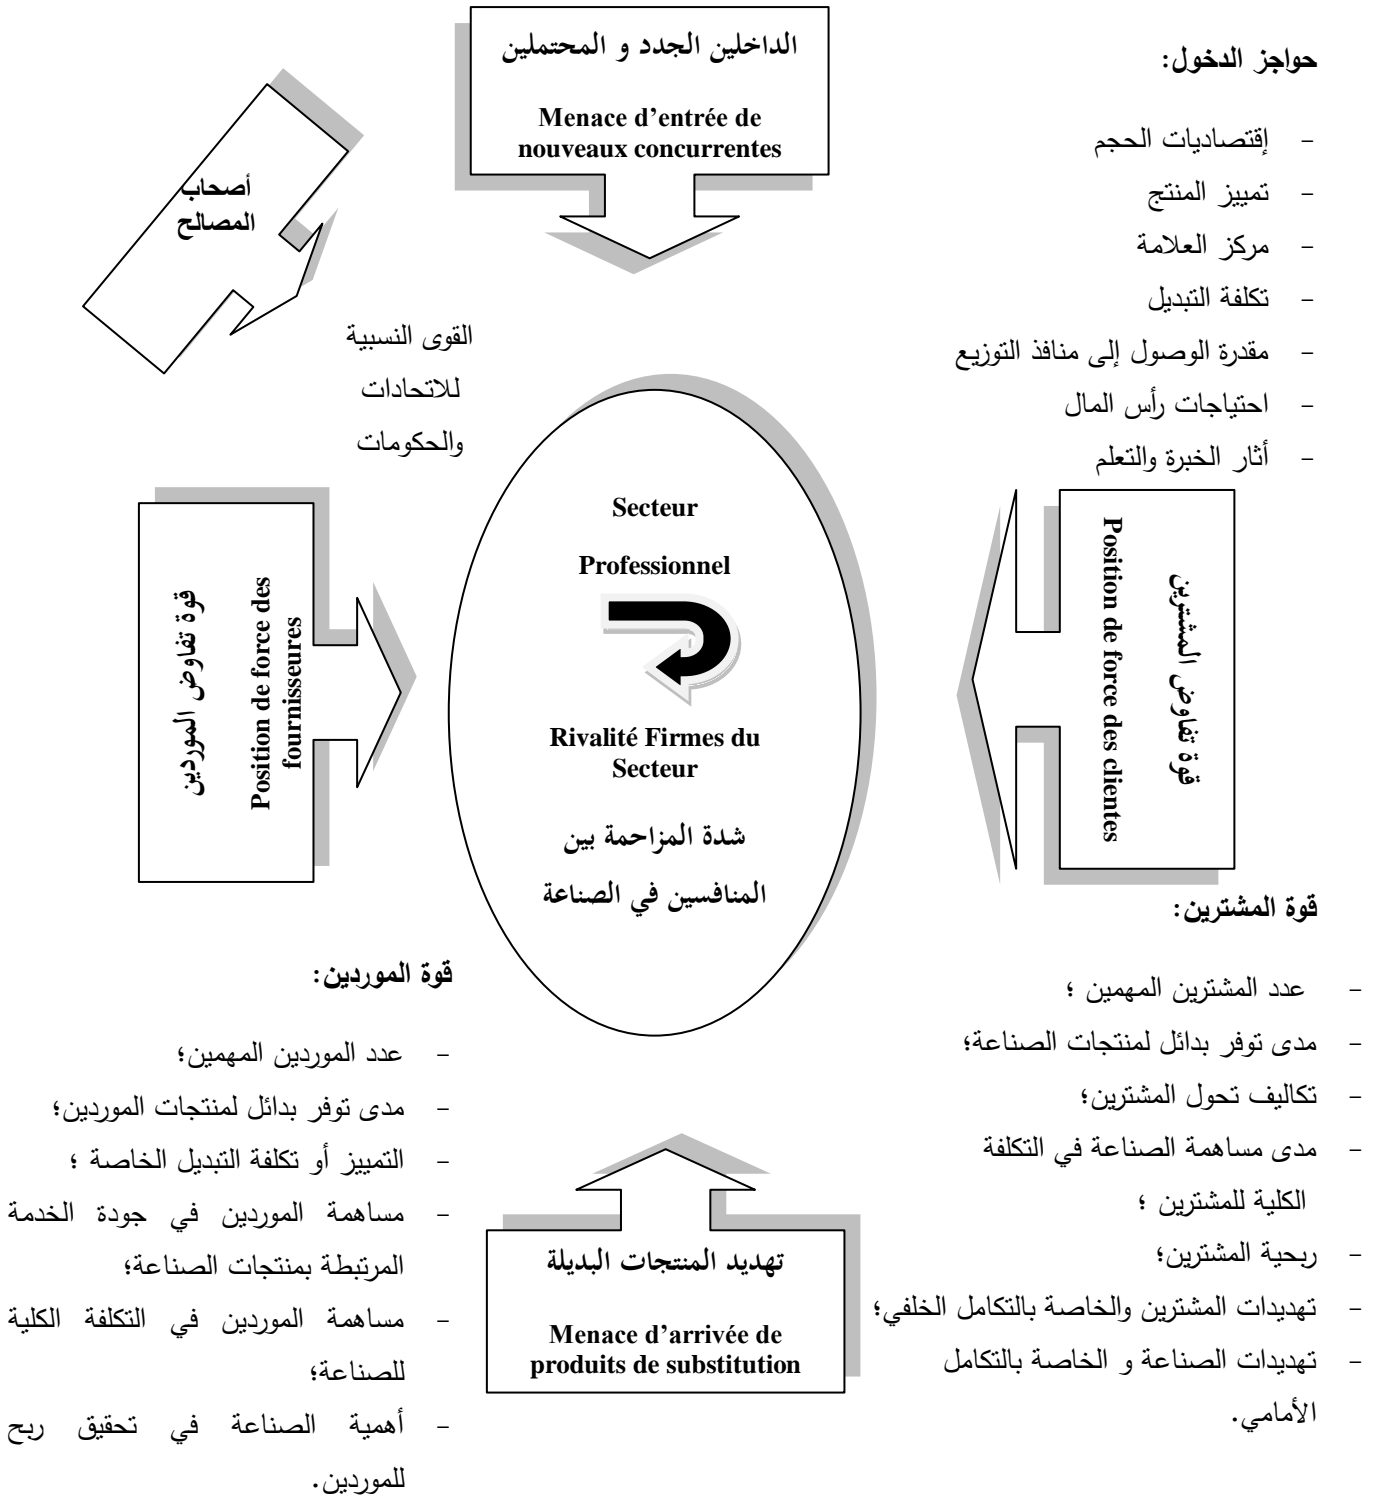 الداخلين الجدد و المحتملين
Menace d’entrée de
nouveaux concurrentes
حواجز الدخول:
- إقتصاديات الحجم
- تمييز المنتج
- مركز العلامة
- تكلفة التبديل
- مقدرة الوصول إلى منافذ التوزيع
- احتياجات رأس المال
- أثار الخبرة والتعلم
أصحاب
المصالح
القوى النسبية
للاتحادات
والحكومات
Secteur
Professionnel
Rivalité Firmes du
Secteur
شدة المزاحمة بين
المنافسين في الصناعة
قوة تفاوض المشترين
Position de force des clientes
قوة تفاوض الموردين
Position de force des
fournisseurs
قوة المشترين:
- عدد المشترين المهمين ؛
- مدى توفر بدائل لمنتجات الصناعة؛
- تكاليف تحول المشترين؛
- مدى مساهمة الصناعة في التكلفة
الكلية للمشترين ؛
- ربحية المشترين؛
- تهديدات المشترين والخاصة بالتكامل الخلفي؛
- تهديدات الصناعة و الخاصة بالتكامل
الأمامي.
قوة الموردين:
- عدد الموردين المهمين؛
- مدى توفر بدائل لمنتجات الموردين؛
- التمييز أو تكلفة التبديل الخاصة ؛
- مساهمة الموردين في جودة الخدمة
المرتبطة بمنتجات الصناعة؛
- مساهمة الموردين في التكلفة الكلية
للصناعة؛
- أهمية الصناعة في تحقيق ربح
للموردين.
تهديد المنتجات البديلة
Menace d’arrivée de
produits de substitution